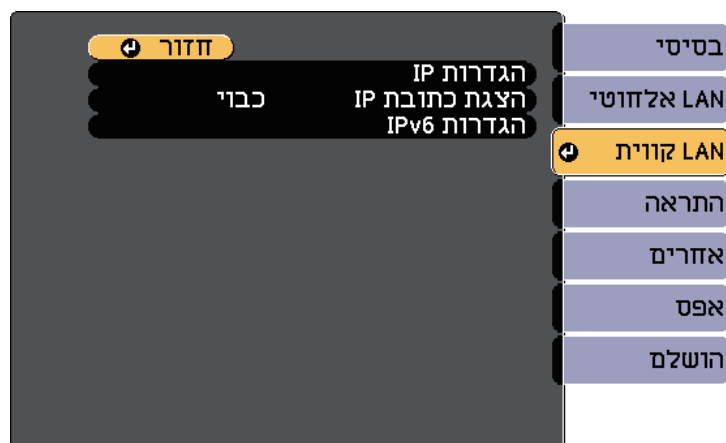 חזור
הגדרות IP
הצגת כתובת IP כבוי
הגדרות IPv6
בסיסי
LAN אלחוטי
LAN קווית
התראה
אחרים
אפס
הושלם